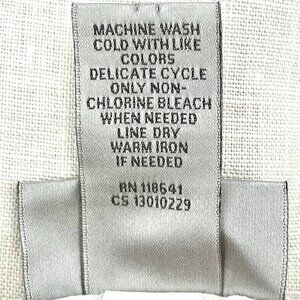 MACHINE WASH
COLD WITH LIKE
COLORS
DELICATE CYCLE
ONLY NON-
CHLORINE BLEACH
WHEN NEEDED
LINE DRY
WARM IRON
IF NEEDED
RN 118641
CS 13010229